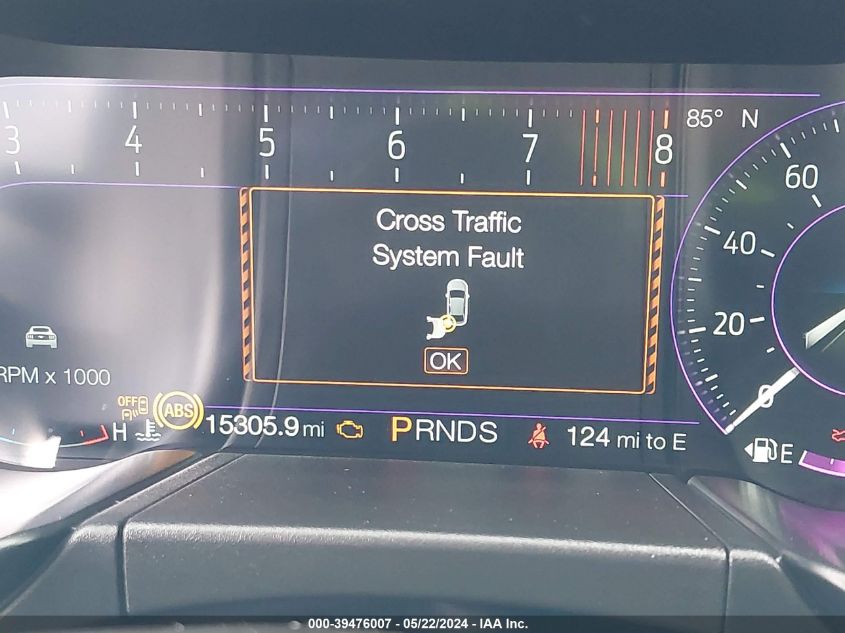 3 4 5 6 7 8
85° N
60
40
20
0
Cross Traffic
System Fault
OK
RPM x 1000
OFF
ABS
H
15305.9 mi
PRNDS
124 mi to E
E
000-39476007 - 05/22/2024 - IAA Inc.